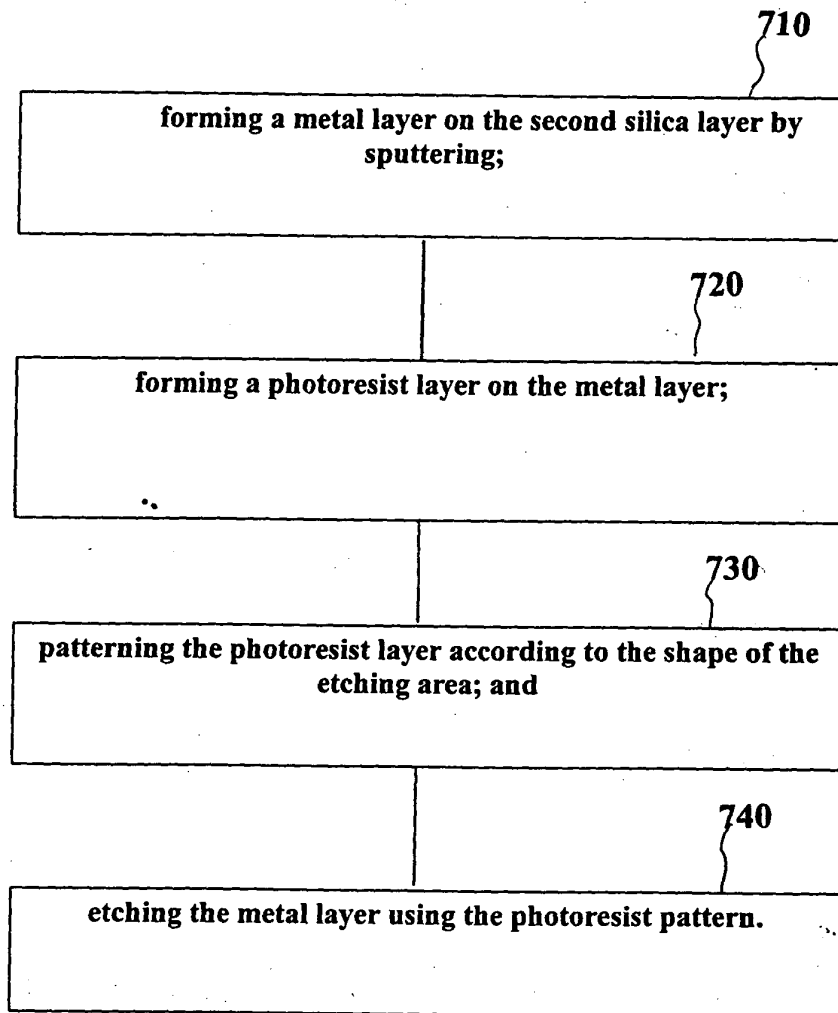 710
forming a metal layer on the second silica layer by
sputtering;
720
forming a photoresist layer on the metal layer;
730
patterning the photoresist layer according to the shape of the
etching area; and
740
etching the metal layer using the photoresist pattern.